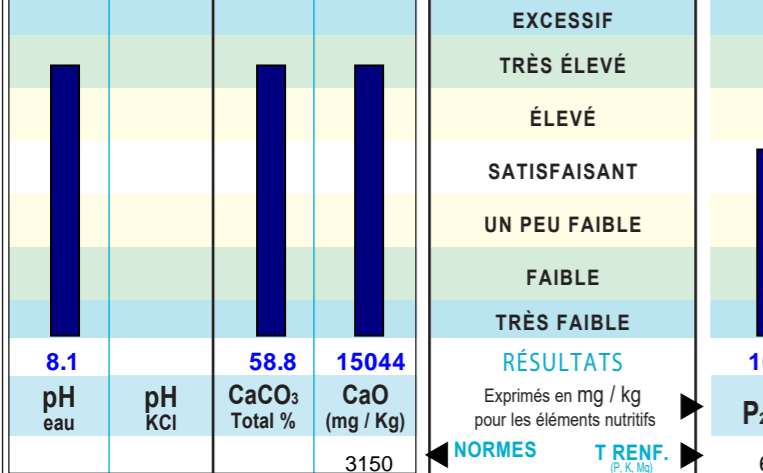 EXCESSIF
TRÈS ÉLEVÉ
ÉLEVÉ
SATISFAISANT
UN PEU FAIBLE
FAIBLE
TRÈS FAIBLE
8.1 58.8 15044 RÉSULTATS
pH eau
pH KCl
CaCO₃ Total %
CaO (mg / Kg)
Exprimés en mg / kg
pour les éléments nutritifs
3150
NORMES T RENF.
(P, K, Mg)